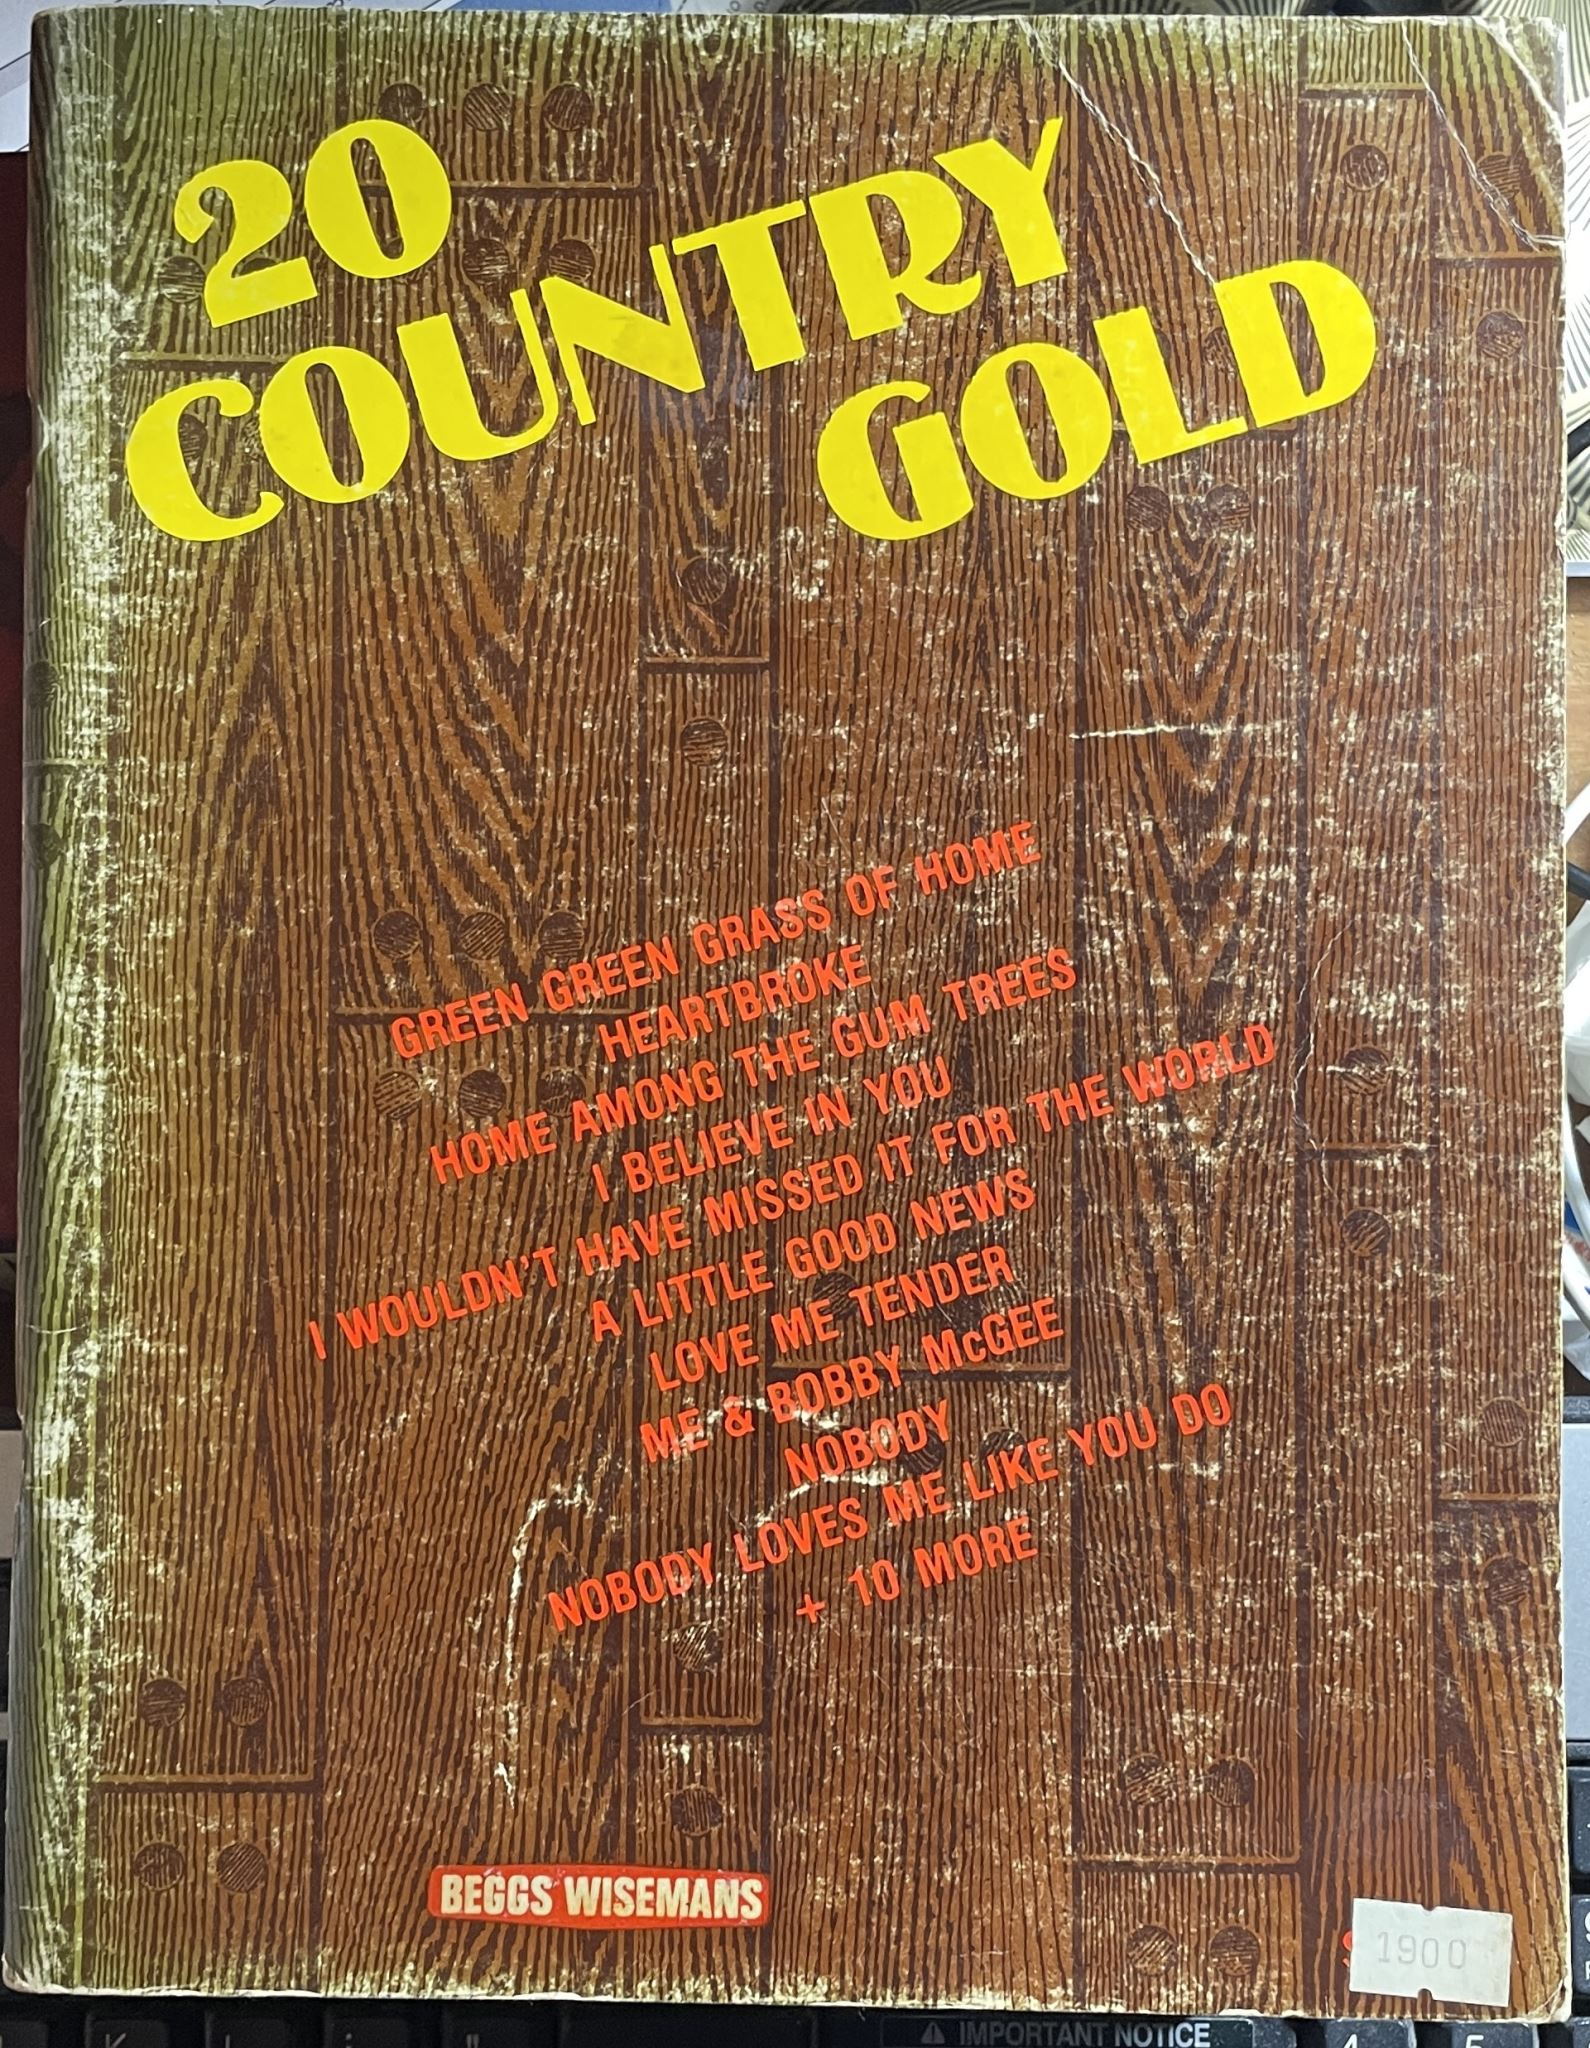 20
COUNTRY
GOLD
GREEN GREEN GRASS OF HOME
HEARTBROKE
HOME AMONG THE GUM TREES
I BELIEVE IN YOU
I WOULDN'T HAVE MISSED IT FOR THE WORLD
A LITTLE GOOD NEWS
LOVE ME TENDER
ME & BOBBY McGEE
NOBODY
NOBODY LOVES ME LIKE YOU DO
+ 10 MORE
BEGGS WISEMANS
1900
K L ; "
IMPORTANT NOTICE
4 5